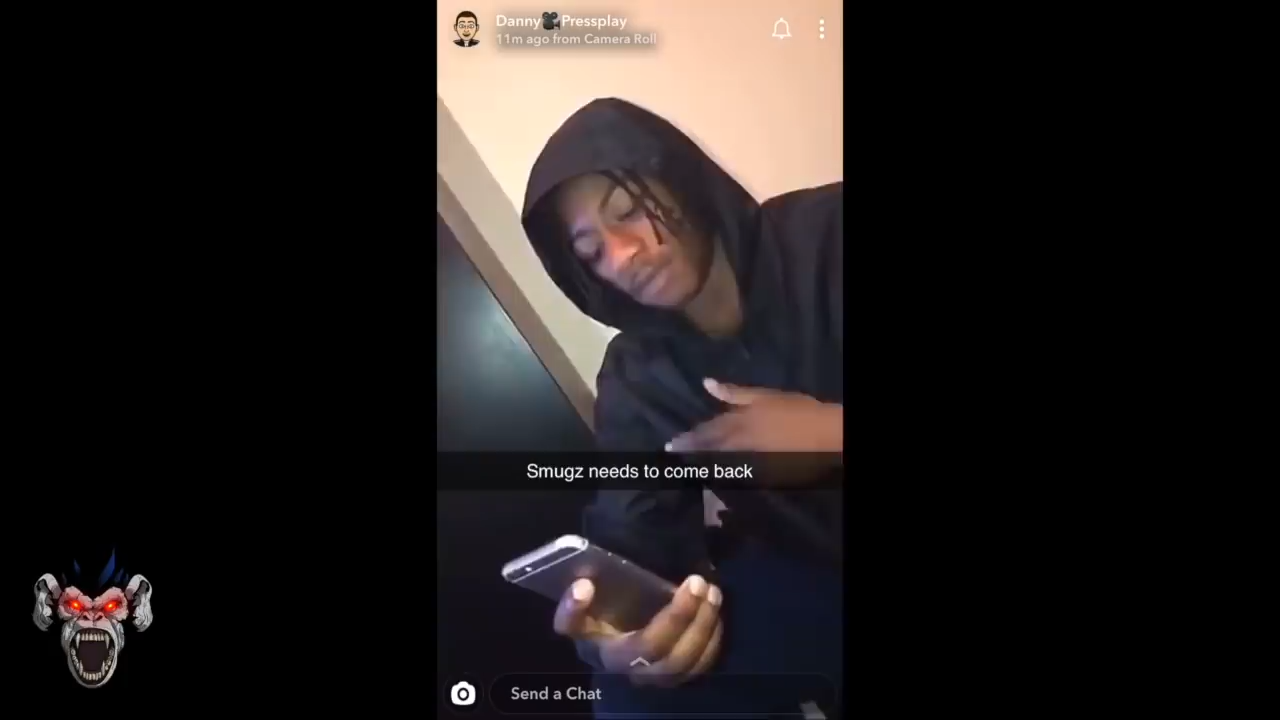 Danny🎥Pressplay
11m ago from Camera Roll
Smugz needs to come back
Send a Chat